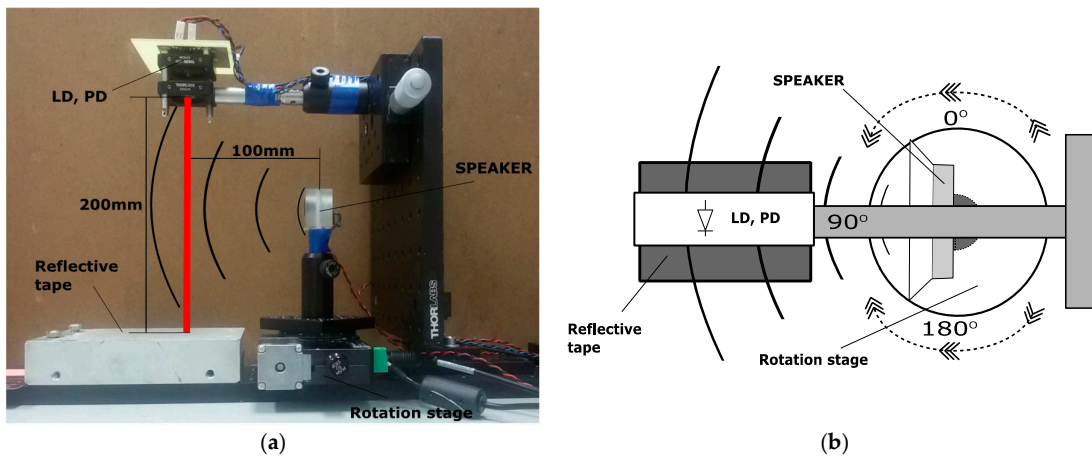 LD, PD
100mm
SPEAKER
200mm
Reflective
tape
THORLABS
Rotation stage
(a)
SPEAKER
0°
LD, PD
90°
Reflective
tape
180°
Rotation stage
(b)